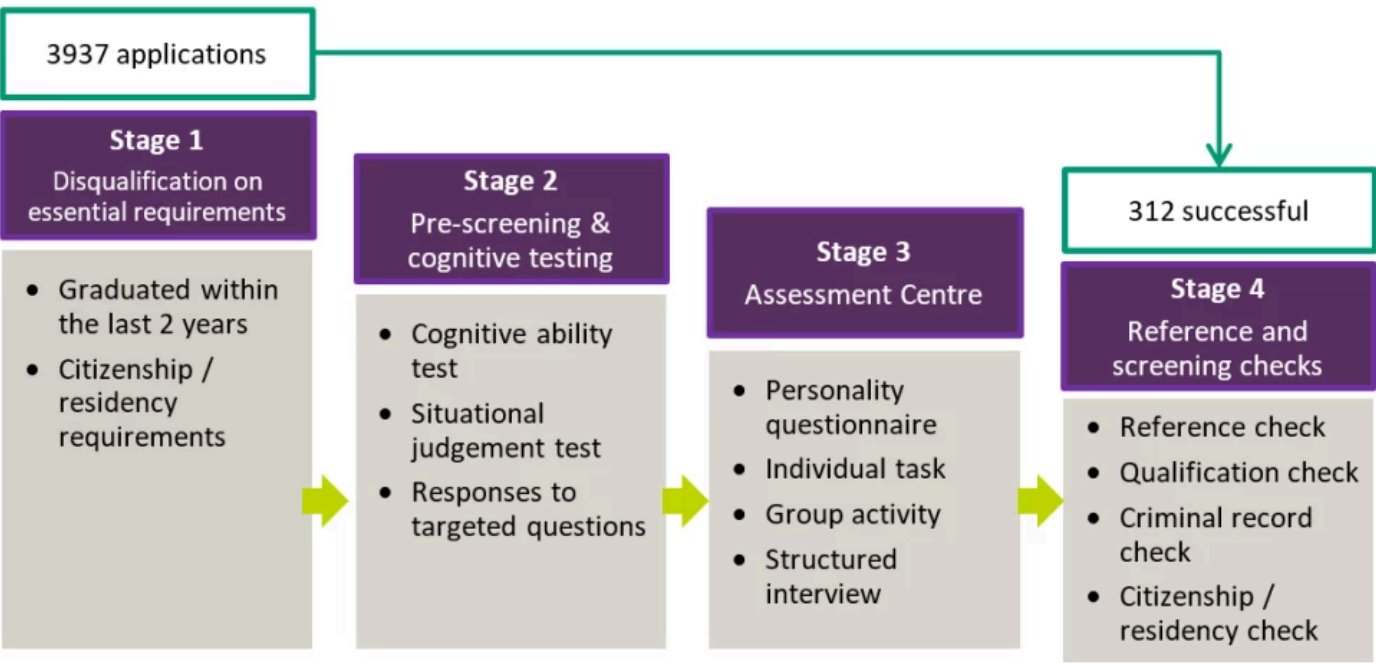 3937 applications
Stage 1
Disqualification on
essential requirements
• Graduated within
the last 2 years
• Citizenship /
residency
requirements
Stage 2
Pre-screening &
cognitive testing
• Cognitive ability
test
• Situational
judgement test
• Responses to
targeted questions
Stage 3
Assessment Centre
• Personality
questionnaire
• Individual task
• Group activity
• Structured
interview
312 successful
Stage 4
Reference and
screening checks
• Reference check
• Qualification check
• Criminal record
check
• Citizenship /
residency check